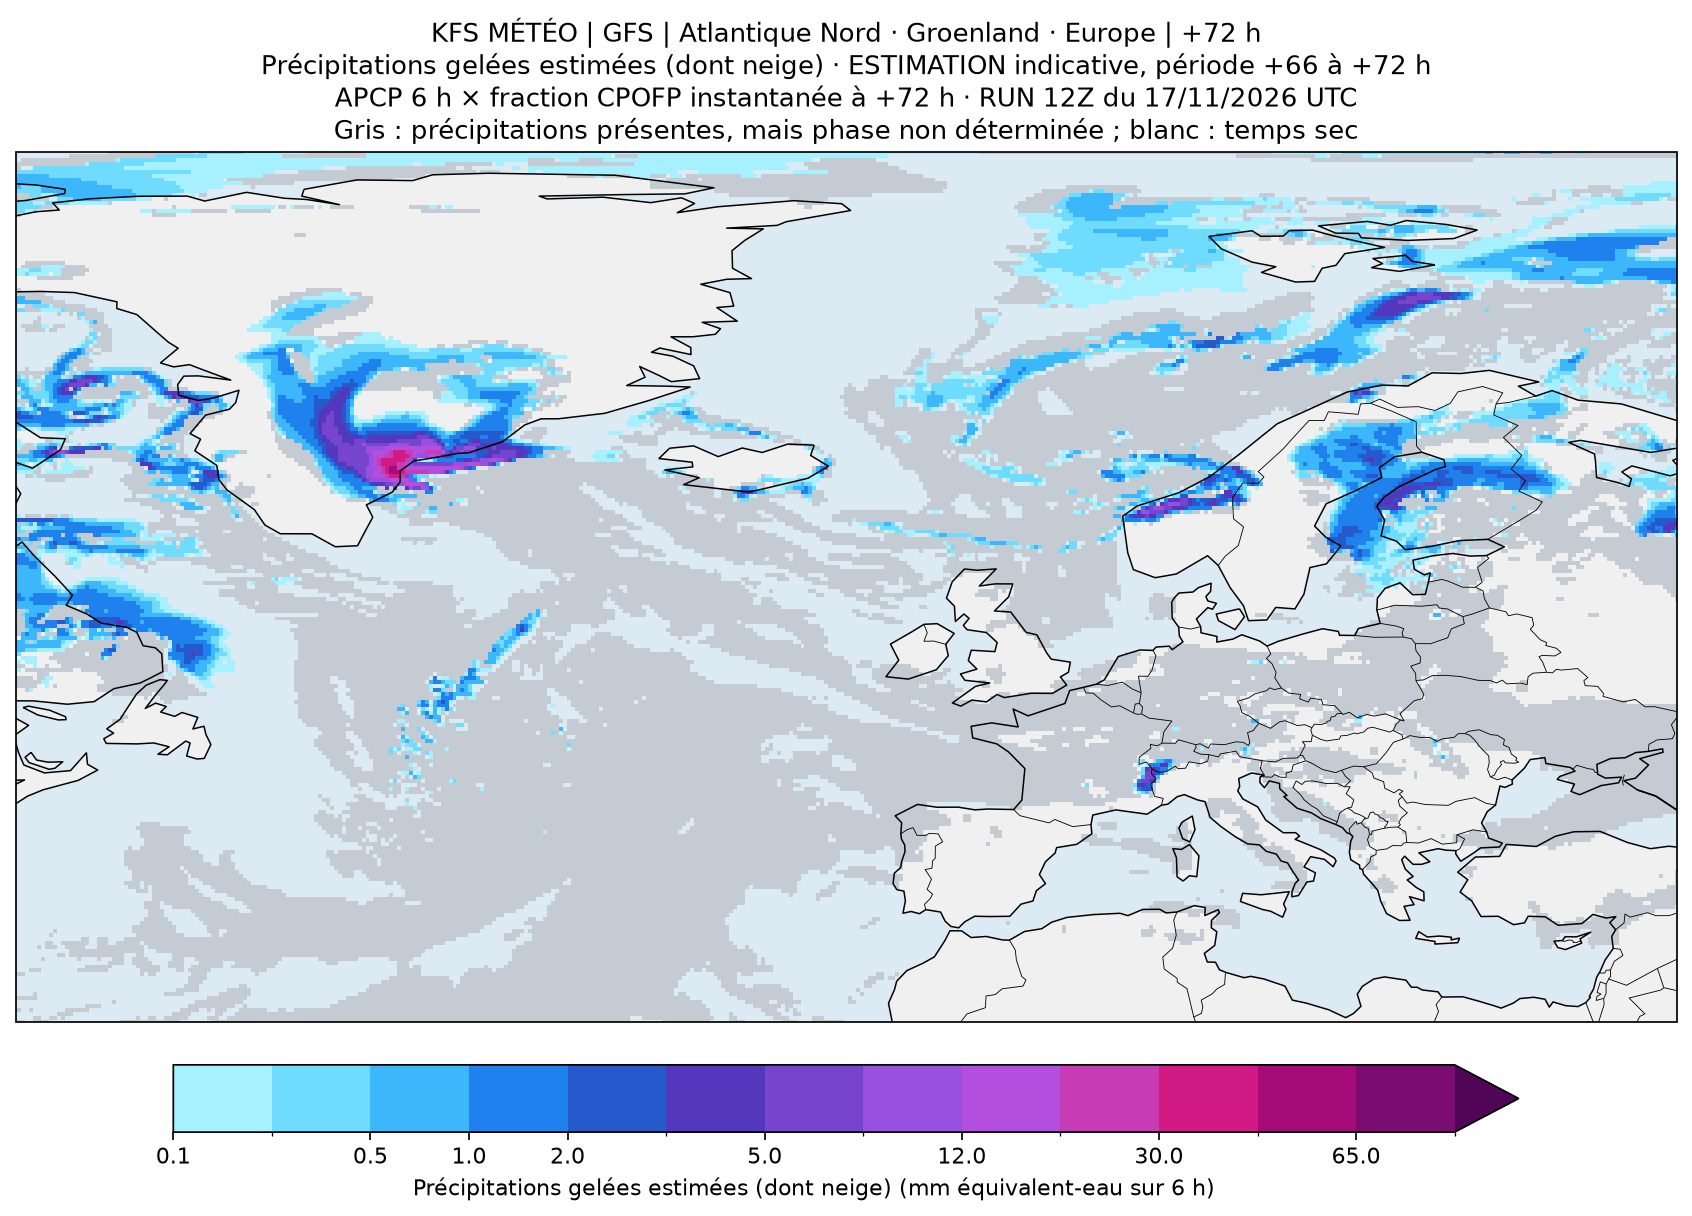 KFS MÉTÉO | GFS | Atlantique Nord · Groenland · Europe | +72 h
Précipitations gelées estimées (dont neige) · ESTIMATION indicative, période +66 à +72 h
APCP 6 h × fraction CPOFP instantanée à +72 h · RUN 12Z du 17/11/2026 UTC
Gris : précipitations présentes, mais phase non déterminée ; blanc : temps sec
0.1 0.5 1.0 2.0 5.0 12.0 30.0 65.0
Précipitations gelées estimées (dont neige) (mm équivalent-eau sur 6 h)